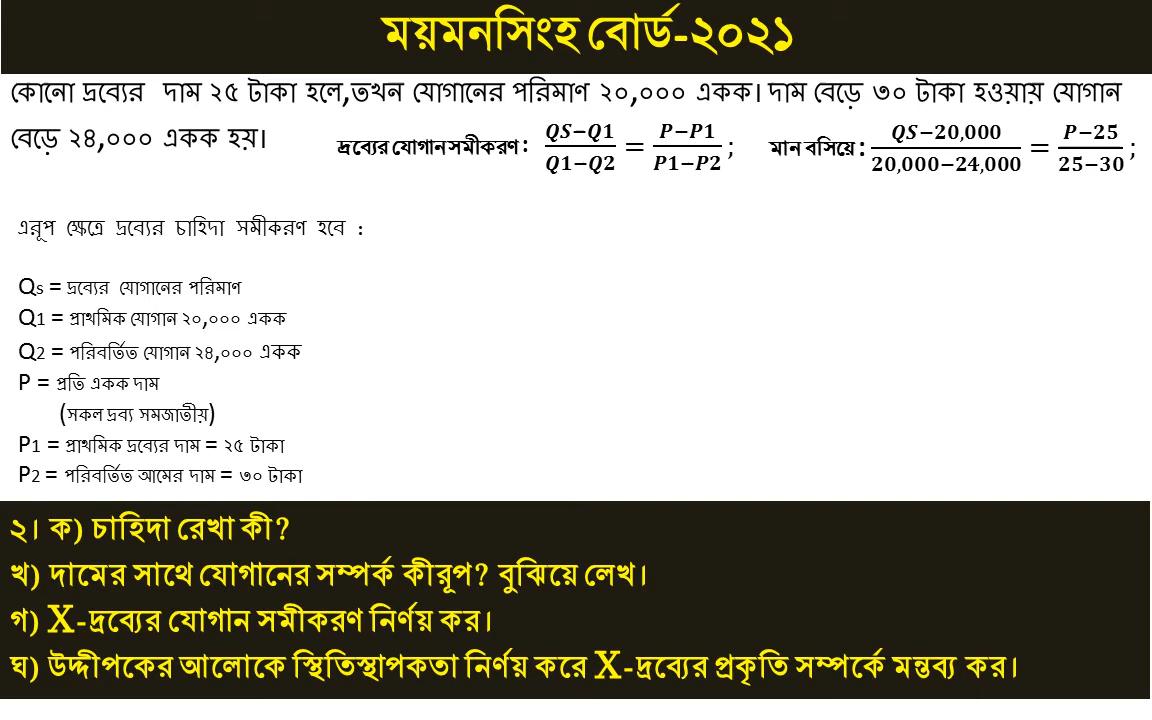 ময়মনসিংহ বোর্ড-২০২১
কোনো দ্রব্যের দাম ২৫ টাকা হলে,তখন যোগানের পরিমাণ ২০,০০০ একক। দাম বেড়ে ৩০ টাকা হওয়ায় যোগান
বেড়ে ২৪,০০০ একক হয়।
দ্রব্যের যোগান সমীকরণ : (QS−Q1)/(Q1−Q2) = (P−P1)/(P1−P2) ; মান বসিয়ে : (QS−20,000)/(20,000−24,000) = (P−25)/(25−30) ;
এরূপ ক্ষেত্রে দ্রব্যের চাহিদা সমীকরণ হবে :
Qs = দ্রব্যের যোগানের পরিমাণ
Q1 = প্রাথমিক যোগান ২০,০০০ একক
Q2 = পরিবর্তিত যোগান ২৪,০০০ একক
P = প্রতি একক দাম
(সকল দ্রব্য সমজাতীয়)
P1 = প্রাথমিক দ্রব্যের দাম = ২৫ টাকা
P2 = পরিবর্তিত আমের দাম = ৩০ টাকা
২। ক) চাহিদা রেখা কী?
খ) দামের সাথে যোগানের সম্পর্ক কীরূপ? বুঝিয়ে লেখ।
গ) X-দ্রব্যের যোগান সমীকরণ নির্ণয় কর।
ঘ) উদ্দীপকের আলোকে স্থিতিস্থাপকতা নির্ণয় করে X-দ্রব্যের প্রকৃতি সম্পর্কে মন্তব্য কর।